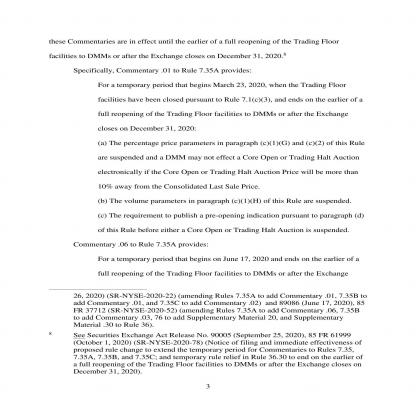 these Commentaries are in effect until the earlier of a full reopening of the Trading Floor
facilities to DMMs or after the Exchange closes on December 31, 2020.8
Specifically, Commentary .01 to Rule 7.35A provides:
For a temporary period that begins March 23, 2020, when the Trading Floor
facilities have been closed pursuant to Rule 7.1(c)(3), and ends on the earlier of a
full reopening of the Trading Floor facilities to DMMs or after the Exchange
closes on December 31, 2020:
(a) The percentage price parameters in paragraph (c)(1)(G) and (c)(2) of this Rule
are suspended and a DMM may not effect a Core Open or Trading Halt Auction
electronically if the Core Open or Trading Halt Auction Price will be more than
10% away from the Consolidated Last Sale Price.
(b) The volume parameters in paragraph (c)(1)(H) of this Rule are suspended.
(c) The requirement to publish a pre-opening indication pursuant to paragraph (d)
of this Rule before either a Core Open or Trading Halt Auction is suspended.
Commentary .06 to Rule 7.35A provides:
For a temporary period that begins on June 17, 2020 and ends on the earlier of a
full reopening of the Trading Floor facilities to DMMs or after the Exchange
26, 2020) (SR-NYSE-2020-22) (amending Rules 7.35A to add Commentary .01, 7.35B to
add Commentary .01, and 7.35C to add Commentary .02) and 89086 (June 17, 2020), 85
FR 37712 (SR-NYSE-2020-52) (amending Rules 7.35A to add Commentary .06, 7.35B
to add Commentary .03, 76 to add Supplementary Material 20, and Supplementary
Material .30 to Rule 36).
8 See Securities Exchange Act Release No. 90005 (September 25, 2020), 85 FR 61999
(October 1, 2020) (SR-NYSE-2020-78) (Notice of filing and immediate effectiveness of
proposed rule change to extend the temporary period for Commentaries to Rules 7.35,
7.35A, 7.35B, and 7.35C; and temporary rule relief in Rule 36.30 to end on the earlier of
a full reopening of the Trading Floor facilities to DMMs or after the Exchange closes on
December 31, 2020).
3